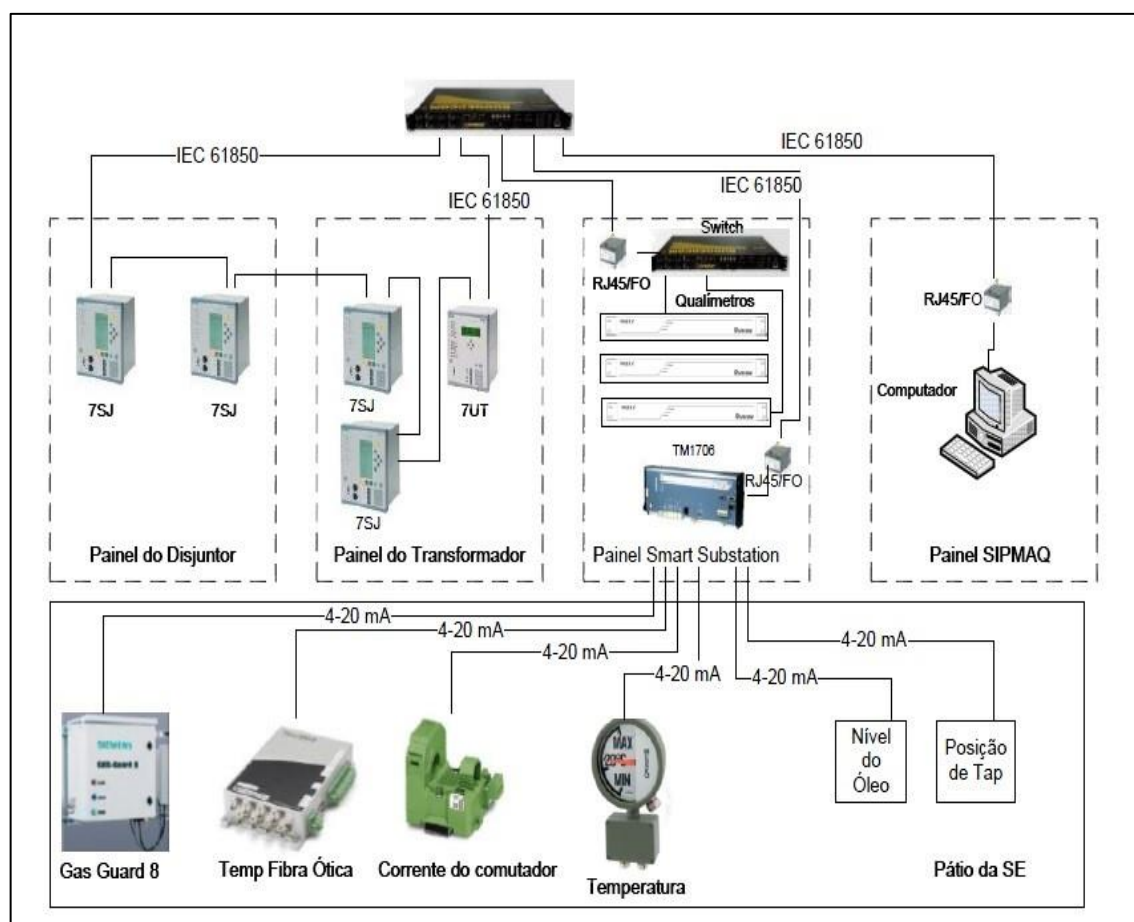 IEC 61850
IEC 61850
IEC 61850
IEC 61850
Switch
RJ45/FO
Qualímetros
RJ45/FO
Computador
7SJ
7SJ
7SJ
7UT
TM1706
RJ45/FO
7SJ
Painel do Disjuntor
Painel do Transformador
Painel Smart Substation
Painel SIPMAQ
4-20 mA
4-20 mA
4-20 mA
4-20 mA
4-20 mA
4-20 mA
SIEMENS
MAX
MIN
Nível
do
Óleo
Posição
de Tap
Gas Guard 8
Temp Fibra Ótica
Corrente do comutador
Temperatura
Pátio da SE